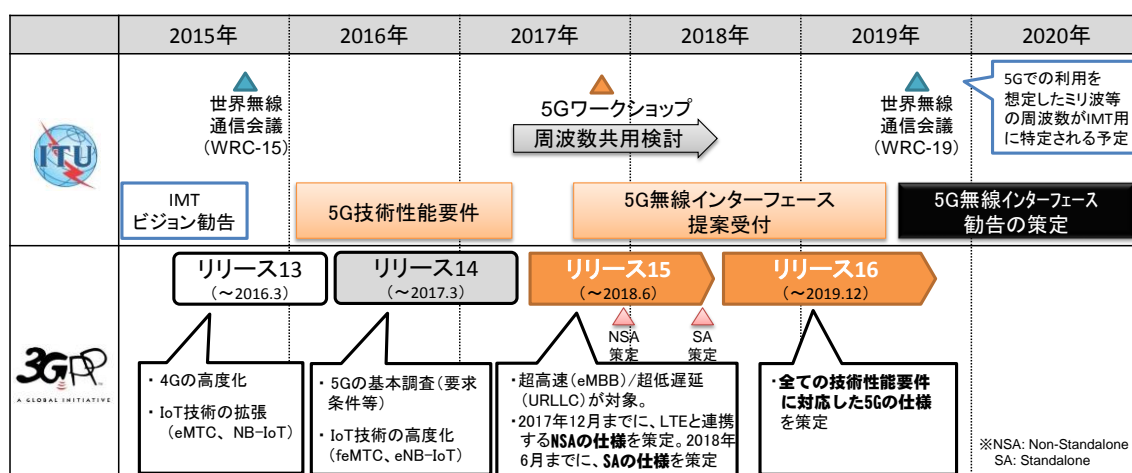 2015年 2016年 2017年 2018年 2019年 2020年
世界無線
通信会議
(WRC-15)
5Gワークショップ
周波数共用検討
世界無線
通信会議
(WRC-19)
5Gでの利用を
想定したミリ波等
の周波数がIMT用
に特定される予定
ITU
IMT
ビジョン勧告
5G技術性能要件
5G無線インターフェース
提案受付
5G無線インターフェース
勧告の策定
リリース13
(～2016.3)
リリース14
(～2017.3)
リリース15
(～2018.6)
リリース16
(～2019.12)
NSA
策定
SA
策定
3GPP™
A GLOBAL INITIATIVE
・4Gの高度化
・IoT技術の拡張
(eMTC、NB-IoT)
・5Gの基本調査(要求
条件等)
・IoT技術の高度化
(feMTC、eNB-IoT)
・超高速(eMBB)/超低遅延
(URLLC)が対象。
・2017年12月までに、LTEと連携
するNSAの仕様を策定。2018年
6月までに、SAの仕様を策定
・全ての技術性能要件
に対応した5Gの仕様
を策定
※NSA: Non-Standalone
SA: Standalone